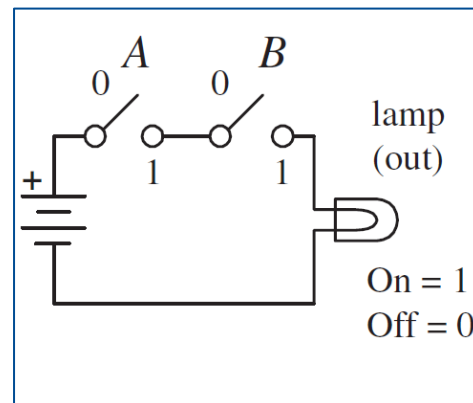 A B
0 0
1 1
+
lamp
(out)
On = 1
Off = 0